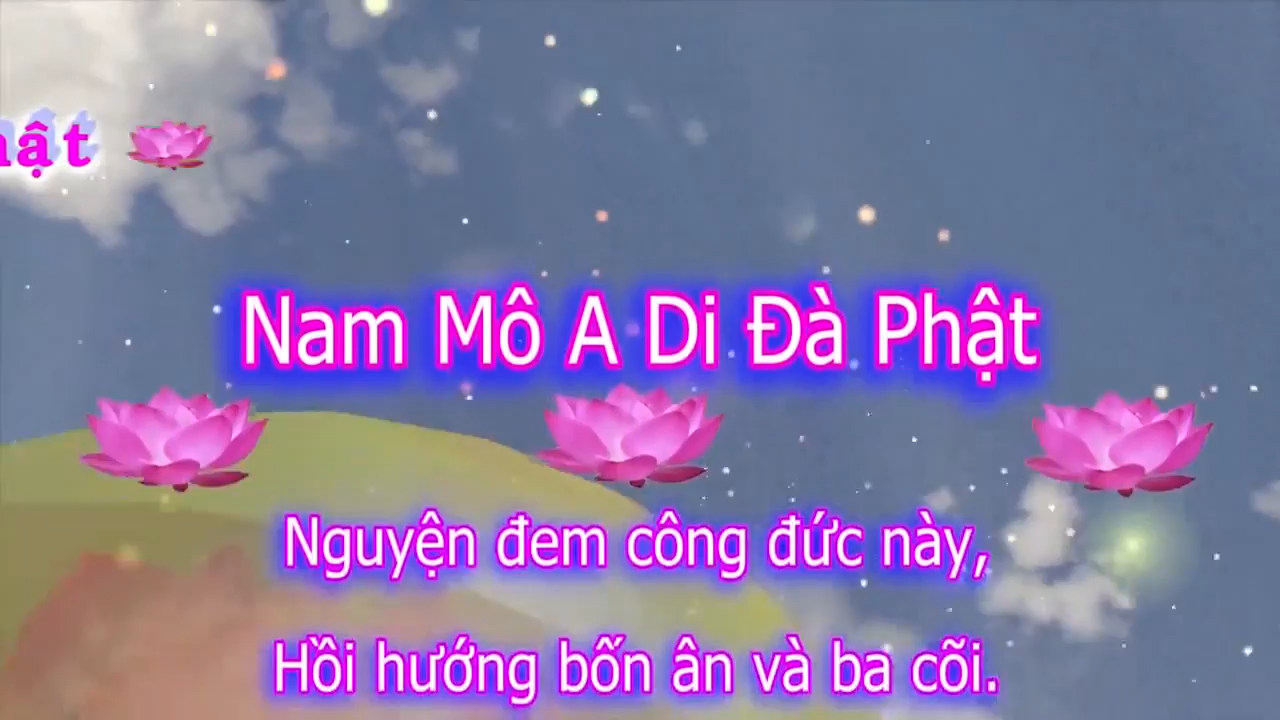 Nam Mô A Di Đà Phật
Nguyện đem công đức này,
Hồi hướng bốn ân và ba cõi.